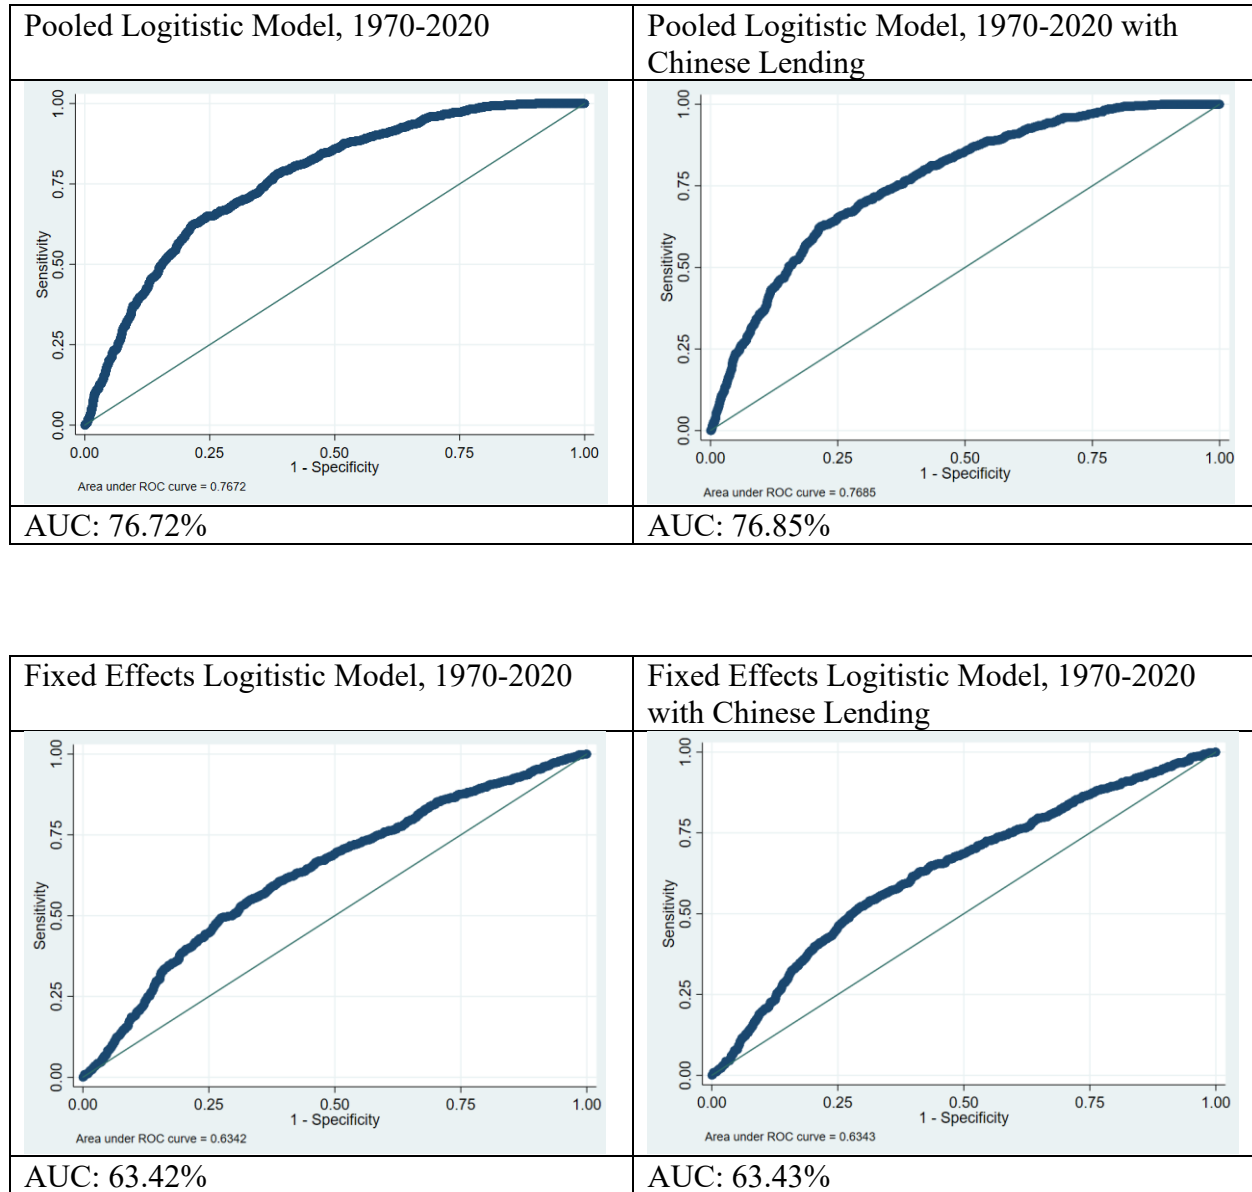 Pooled Logitistic Model, 1970-2020
Pooled Logitistic Model, 1970-2020 with
Chinese Lending
Sensitivity
0.00
0.25
0.50
0.75
1.00
0.00 0.25 0.50 0.75 1.00
1 - Specificity
Area under ROC curve = 0.7672
Sensitivity
0.00
0.25
0.50
0.75
1.00
0.00 0.25 0.50 0.75 1.00
1 - Specificity
Area under ROC curve = 0.7685
AUC: 76.72%
AUC: 76.85%
Fixed Effects Logitistic Model, 1970-2020
Fixed Effects Logitistic Model, 1970-2020
with Chinese Lending
Sensitivity
0.00
0.25
0.50
0.75
1.00
0.00 0.25 0.50 0.75 1.00
1 - Specificity
Area under ROC curve = 0.6342
Sensitivity
0.00
0.25
0.50
0.75
1.00
0.00 0.25 0.50 0.75 1.00
1 - Specificity
Area under ROC curve = 0.6343
AUC: 63.42%
AUC: 63.43%